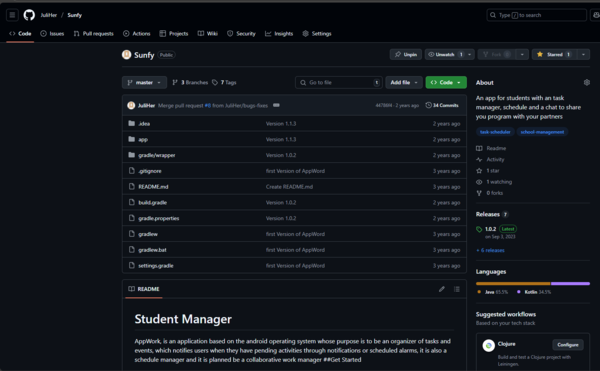 JuliHer / Sunfy
Type / to search
Code Issues Pull requests Actions Projects Wiki Security Insights Settings
Sunfy Public
Unpin Unwatch 1 Starred 1
master 3 Branches 7 Tags Go to file t Add file Code
JuliHer Merge pull request from JuliHer/bugs-fixes 2 years ago 34 Commits
.idea Version 1.1.3 2 years ago
app Version 1.1.3 2 years ago
gradle/wrapper Version 1.0.2 2 years ago
.gitignore first Version of AppWord 3 years ago
README.md Create README.md 3 years ago
build.gradle Version 1.0.2 2 years ago
gradle.properties Version 1.0.2 2 years ago
gradlew first Version of AppWord 3 years ago
gradlew.bat first Version of AppWord 3 years ago
settings.gradle first Version of AppWord 3 years ago
README
Student Manager
AppWork, is an application based on the android operating system whose purpose is to be an organizer of tasks and
events, which notifies users when they have pending activities through notifications or scheduled alarms, it is also a
schedule manager and it is planned be a collaborative work manager ##Get Started
About
An app for students with an task
manager, schedule and a chat to share
you program with your partners
task-scheduler school-management
Readme
Activity
1 star
1 watching
0 forks
Releases 7
1.0.2 Latest
on Sep 2, 2021
+ 6 releases
Languages
Java 65.5% Kotlin 34.5%
Suggested workflows
Based on your tech stack
Clojure Configure
Build and test a Clojure project with
Leiningen.